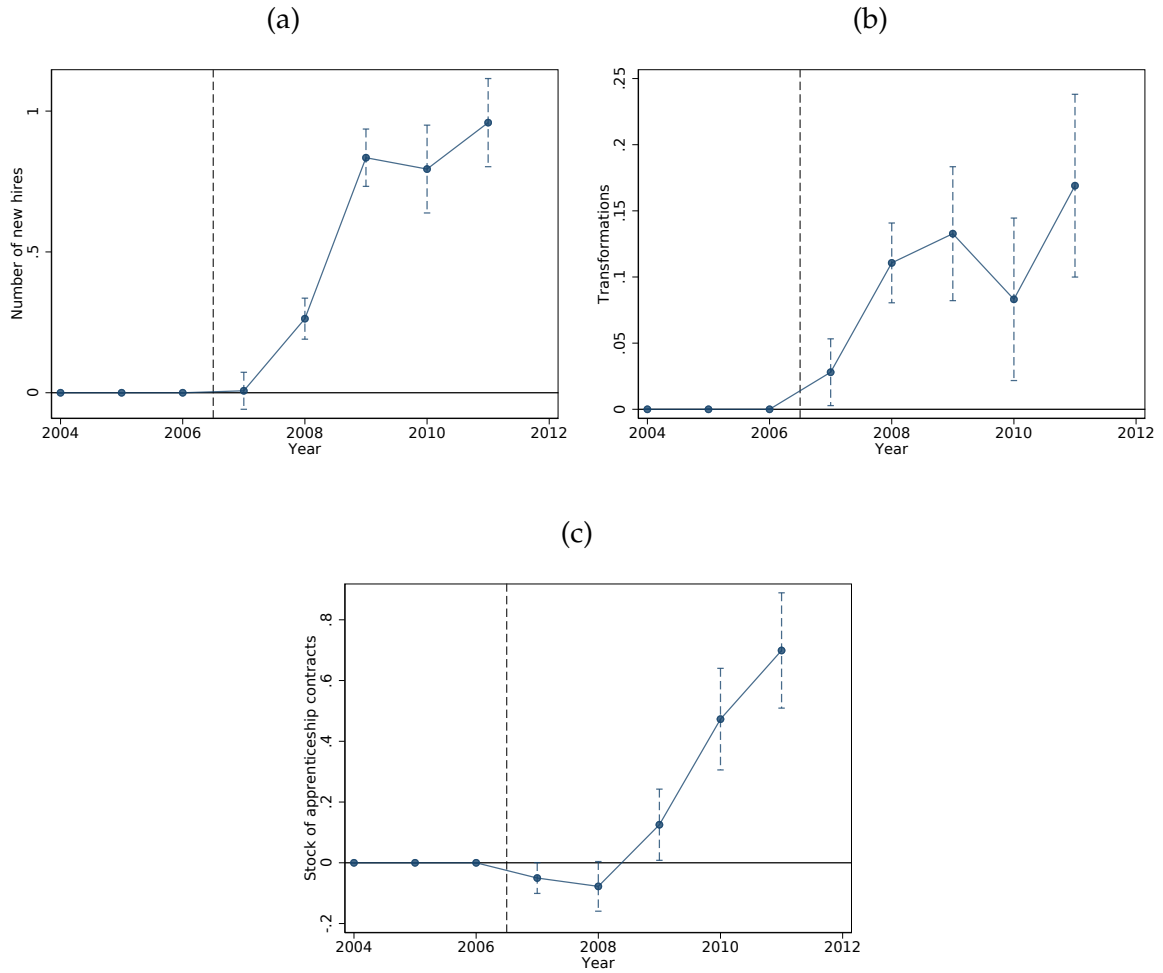 (a)
Number of new hires
1
.5
0
2004 2006 2008 2010 2012
Year
(b)
Transformations
.25
.2
.15
.1
.05
0
2004 2006 2008 2010 2012
Year
(c)
Stock of apprenticeship contracts
.8
.6
.4
.2
0
-.2
2004 2006 2008 2010 2012
Year